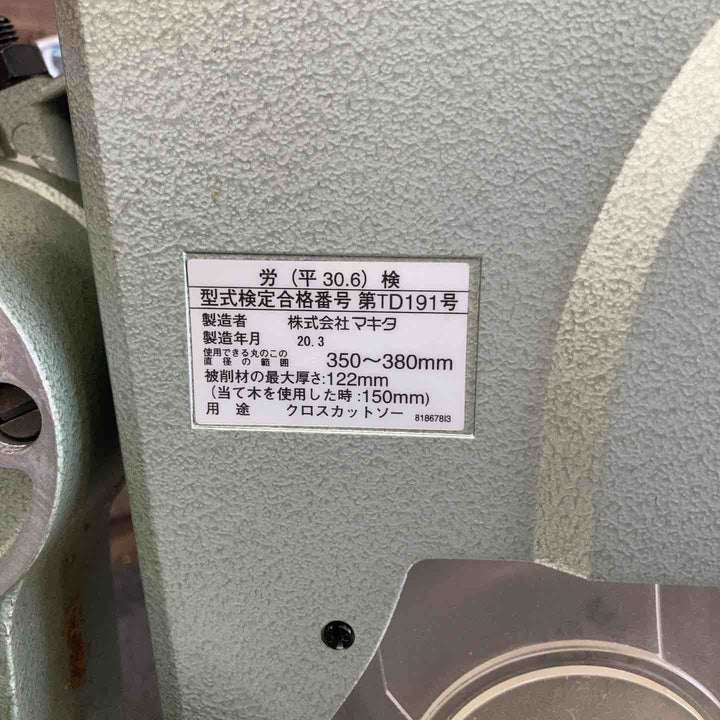 労（平 30.6）検
型式検定合格番号 第TD191号
製造者 株式会社マキタ
製造年月 20.3
使用できる丸のこの
直径の範囲 350〜380mm
被削材の最大厚さ:122mm
（当て木を使用した時:150mm）
用途 クロスカットソー
818678I3